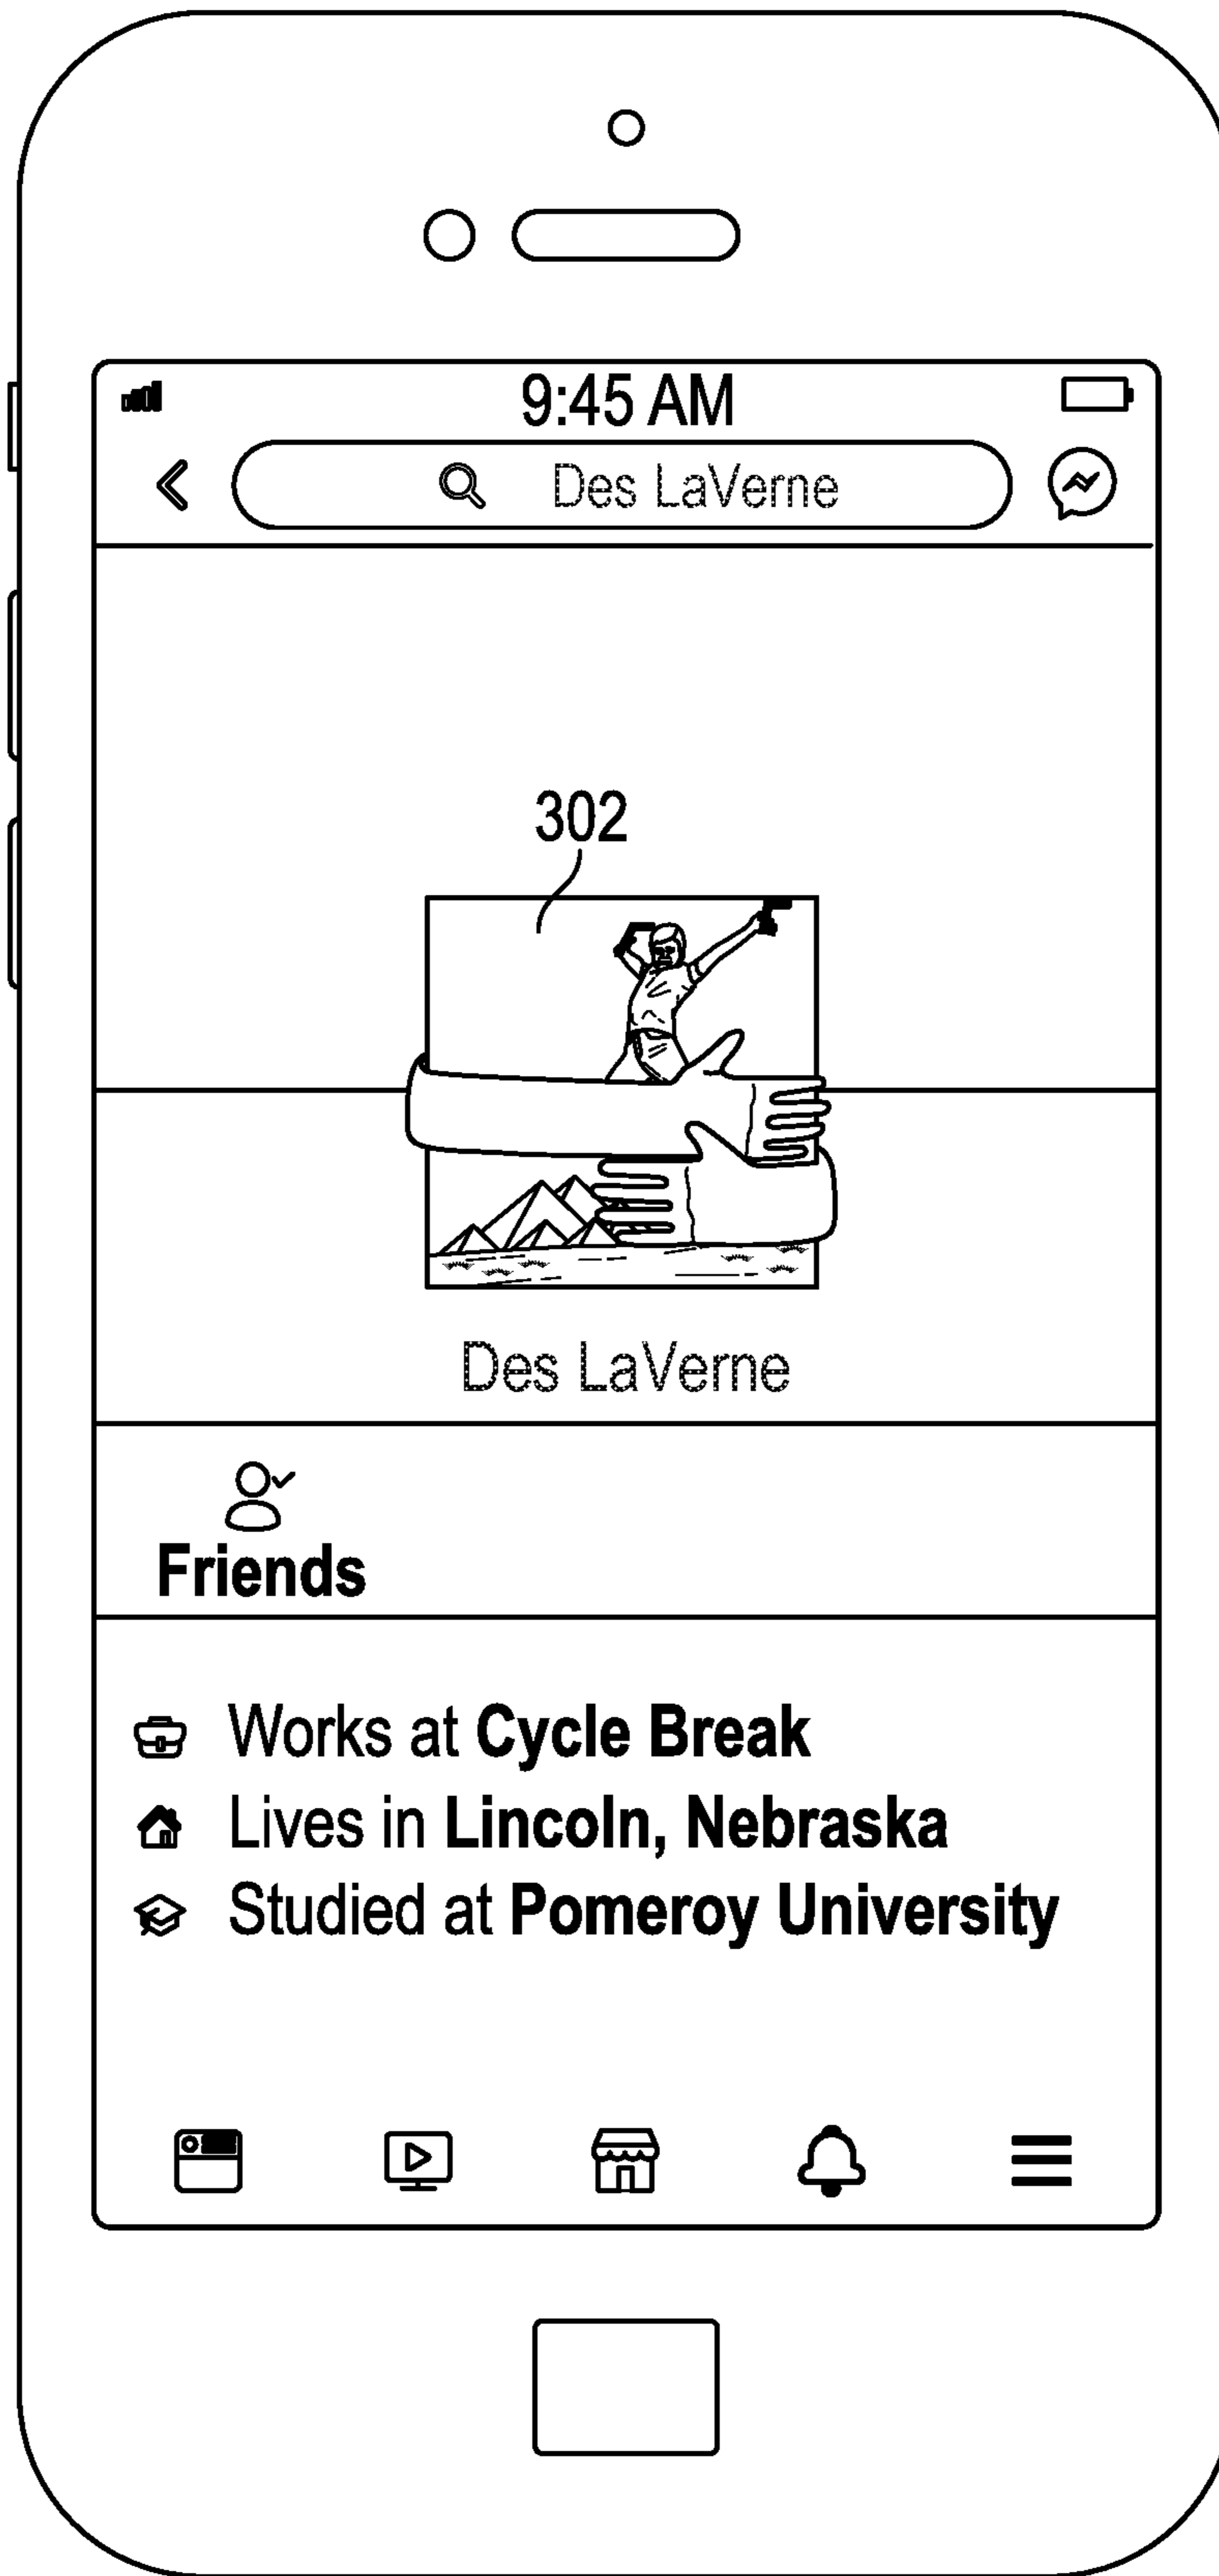 9:45 AM
Des LaVerne
302
Des LaVerne
Friends
Works at Cycle Break
Lives in Lincoln, Nebraska
Studied at Pomeroy University